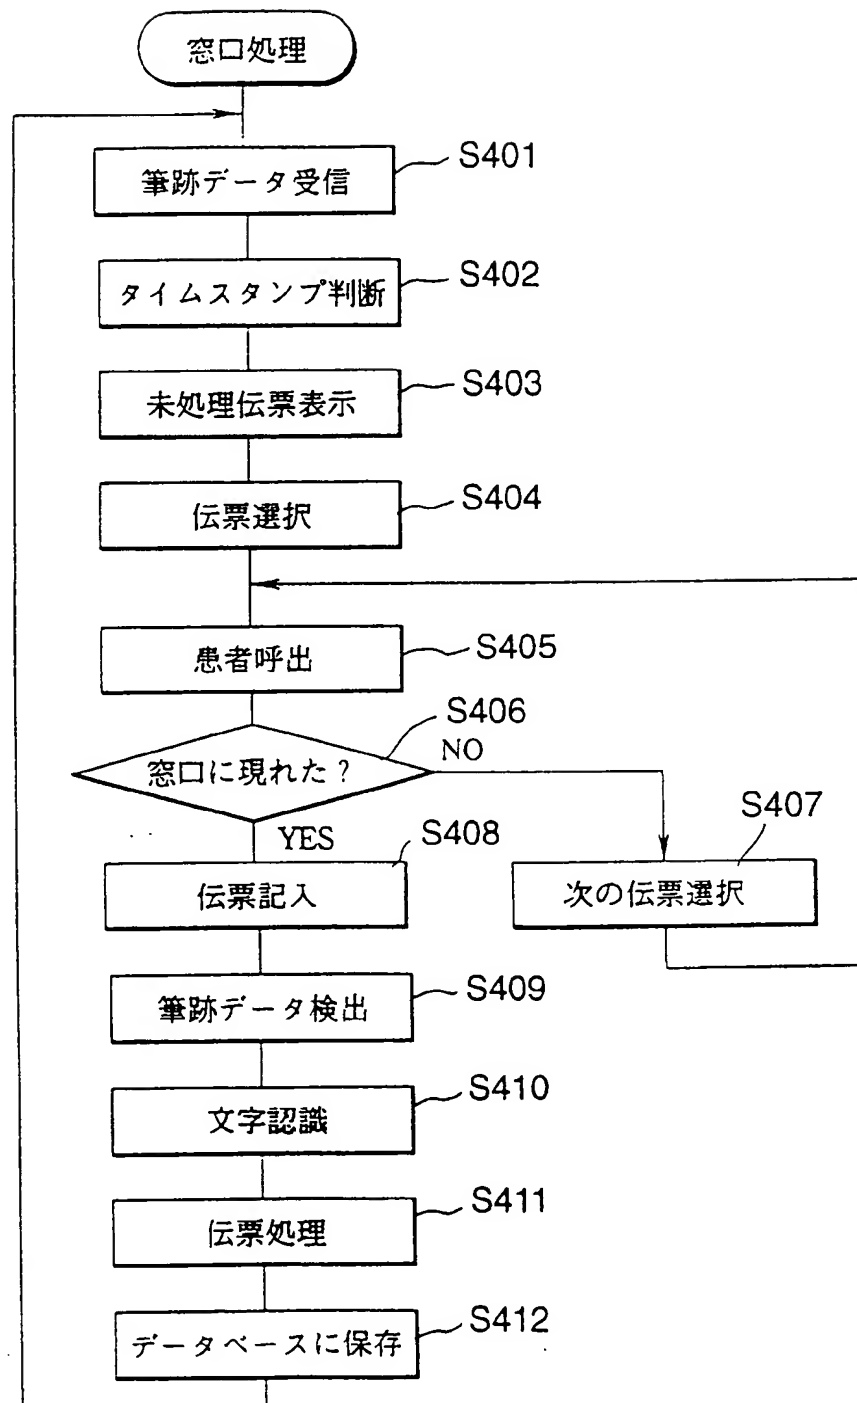 窓口処理
筆跡データ受信
S401
タイムスタンプ判断
S402
未処理伝票表示
S403
伝票選択
S404
患者呼出
S405
窓口に現れた？
S406
NO
YES
次の伝票選択
S407
伝票記入
S408
筆跡データ検出
S409
文字認識
S410
伝票処理
S411
データベースに保存
S412